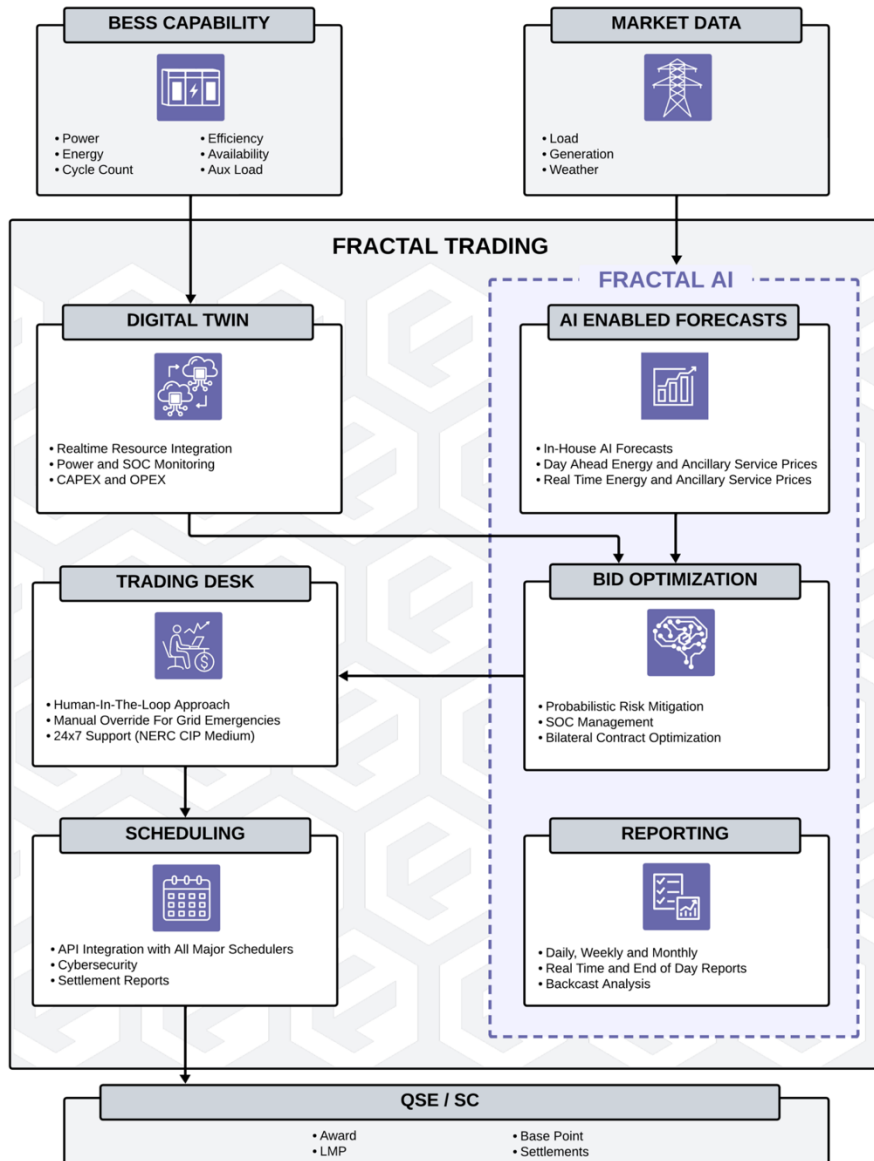 BESS CAPABILITY
• Power
• Energy
• Cycle Count
• Efficiency
• Availability
• Aux Load
MARKET DATA
• Load
• Generation
• Weather
FRACTAL TRADING
FRACTAL AI
DIGITAL TWIN
• Realtime Resource Integration
• Power and SOC Monitoring
• CAPEX and OPEX
AI ENABLED FORECASTS
• In-House AI Forecasts
• Day Ahead Energy and Ancillary Service Prices
• Real Time Energy and Ancillary Service Prices
TRADING DESK
• Human-In-The-Loop Approach
• Manual Override For Grid Emergencies
• 24x7 Support (NERC CIP Medium)
BID OPTIMIZATION
• Probabilistic Risk Mitigation
• SOC Management
• Bilateral Contract Optimization
SCHEDULING
• API Integration with All Major Schedulers
• Cybersecurity
• Settlement Reports
REPORTING
• Daily, Weekly and Monthly
• Real Time and End of Day Reports
• Backcast Analysis
QSE / SC
• Award
• LMP
• Base Point
• Settlements